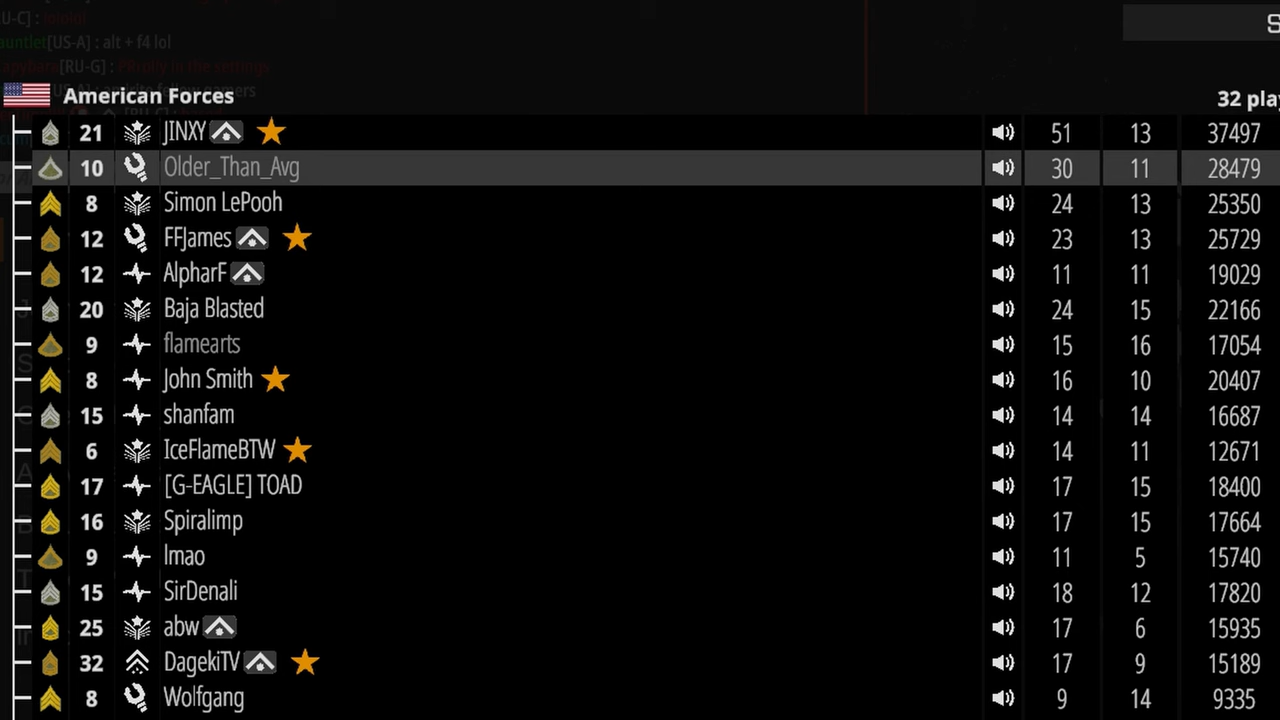 [US-A] : alt + f4 lol
[RU-G] :
S
American Forces
32 play
21 JINXY 51 13 37497
10 Older_Than_Avg 30 11 28479
8 Simon LePooh 24 13 25350
12 FFJames 23 13 25729
12 AlpharF 11 11 19029
20 Baja Blasted 24 15 22166
9 flamearts 15 16 17054
8 John Smith 16 10 20407
15 shanfam 14 14 16687
6 IceFlameBTW 14 11 12671
17 [G-EAGLE] TOAD 17 15 18400
16 Spiralimp 17 15 17664
9 lmao 11 5 15740
15 SirDenali 18 12 17820
25 abw 17 6 15935
32 DagekiTV 17 9 15189
8 Wolfgang 9 14 9335